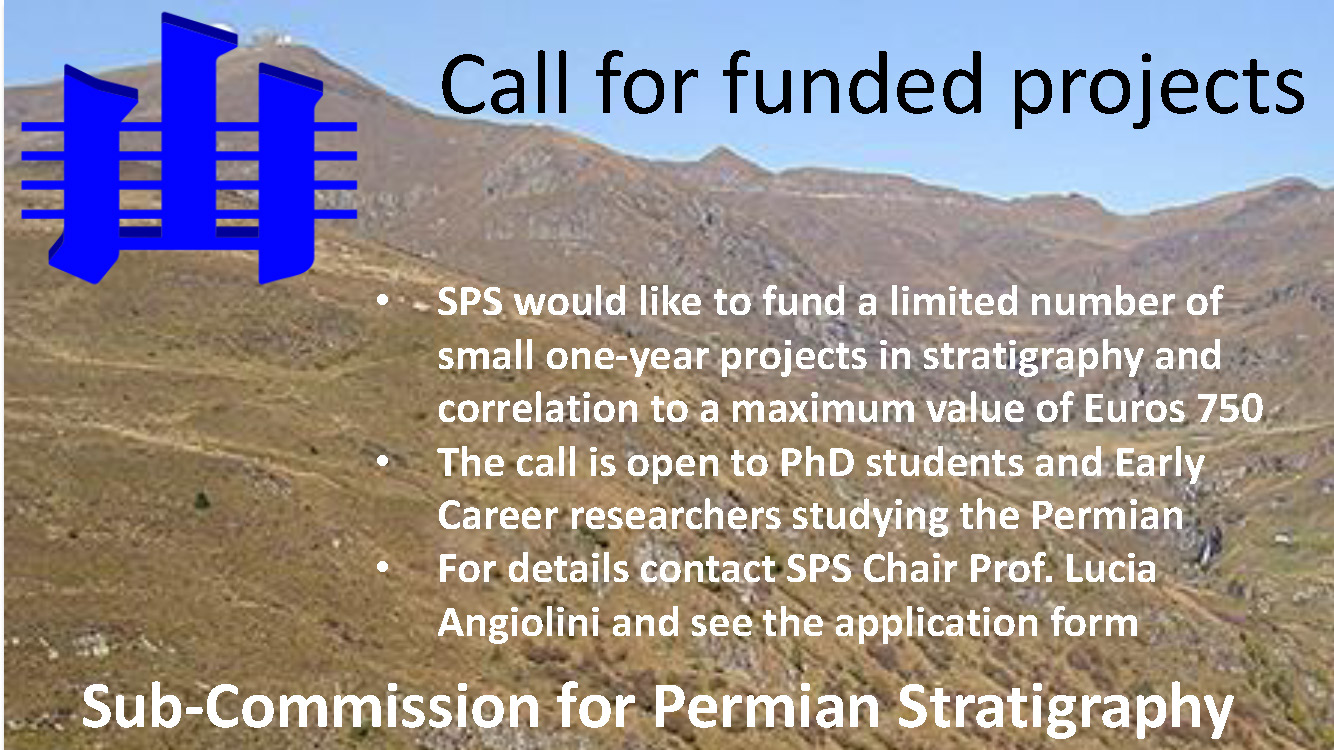 Call for funded projects
• SPS would like to fund a limited number of
small one-year projects in stratigraphy and
correlation to a maximum value of Euros 750
• The call is open to PhD students and Early
Career researchers studying the Permian
• For details contact SPS Chair Prof. Lucia
Angiolini and see the application form
Sub-Commission for Permian Stratigraphy